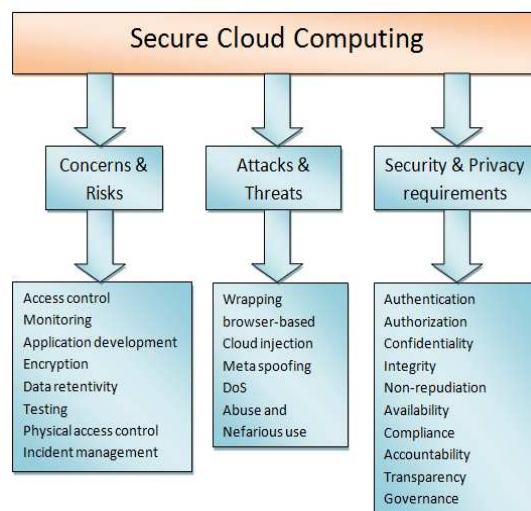 Secure Cloud Computing
Concerns &
Risks
Attacks &
Threats
Security & Privacy
requirements
Access control
Monitoring
Application development
Encryption
Data retentivity
Testing
Physical access control
Incident management
Wrapping
browser-based
Cloud injection
Meta spoofing
DoS
Abuse and
Nefarious use
Authentication
Authorization
Confidentiality
Integrity
Non-repudiation
Availability
Compliance
Accountability
Transparency
Governance